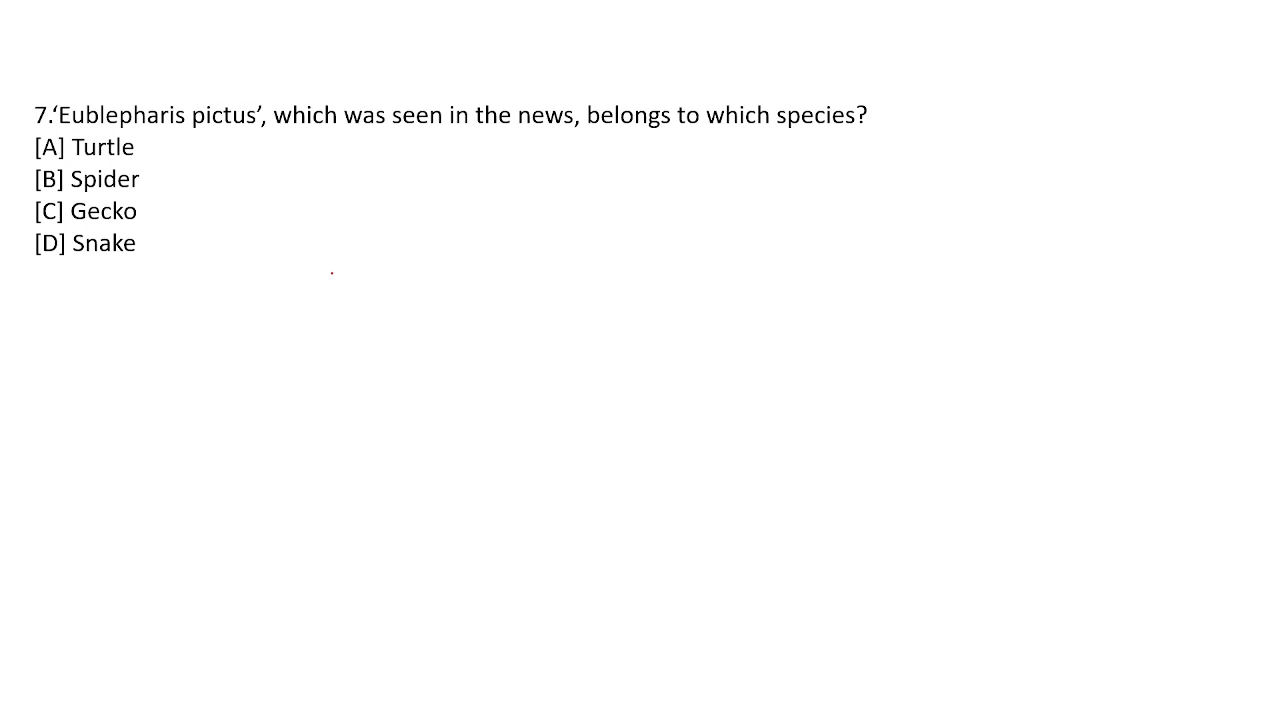 7.‘Eublepharis pictus’, which was seen in the news, belongs to which species?
[A] Turtle
[B] Spider
[C] Gecko
[D] Snake